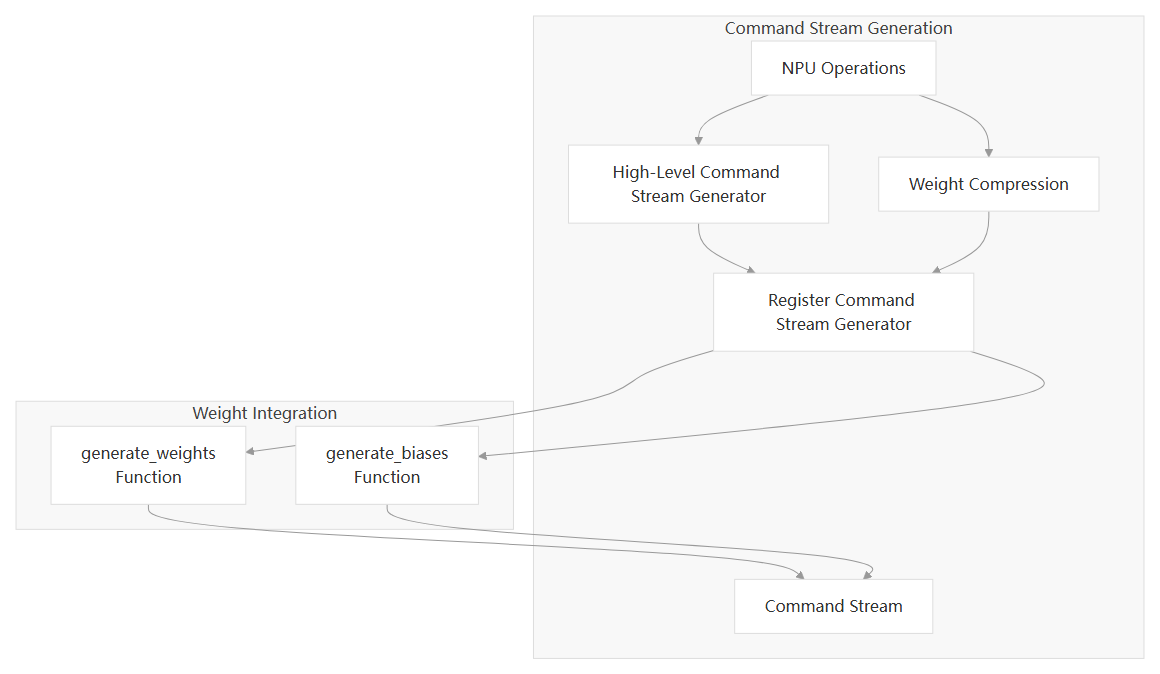 Command Stream Generation
NPU Operations
High-Level Command
Stream Generator
Weight Compression
Register Command
Stream Generator
Weight Integration
generate_weights
Function
generate_biases
Function
Command Stream